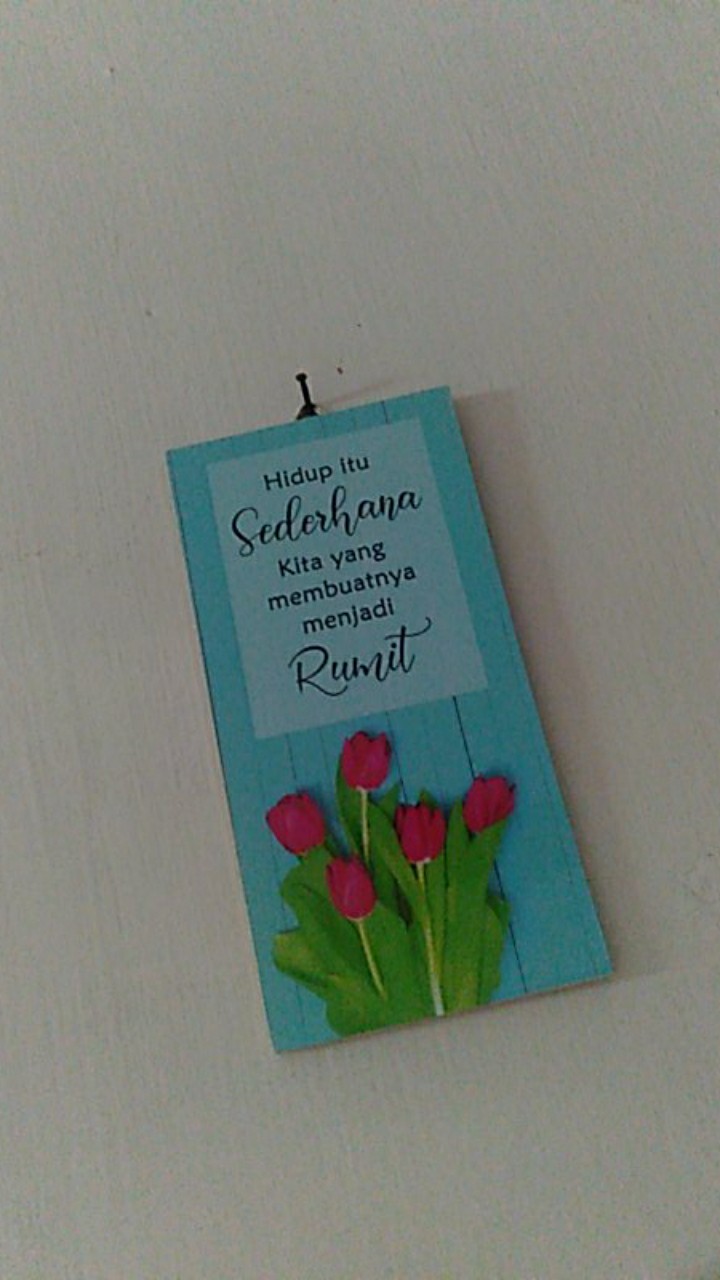 Hidup itu
Sederhana
Kita yang
membuatnya
menjadi
Rumit